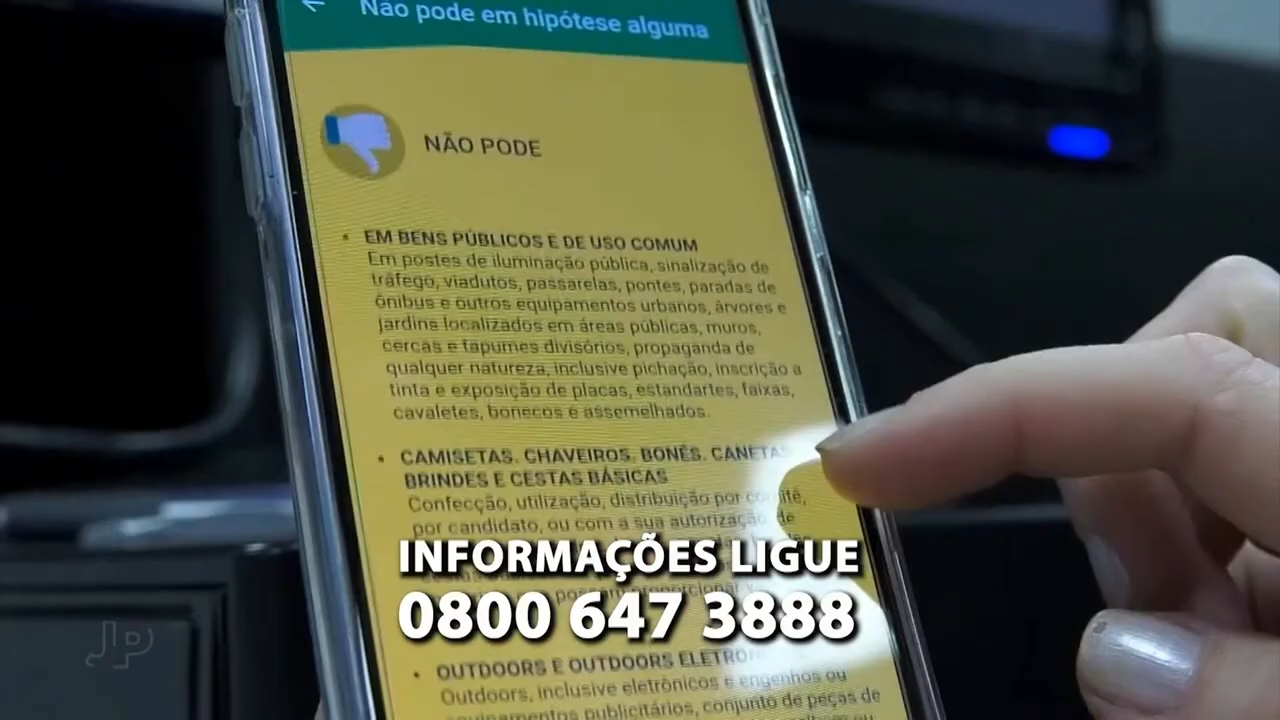 Não pode em hipótese alguma
NÃO PODE
EM BENS PÚBLICOS E DE USO COMUM
Em postes de iluminação pública, sinalização de
tráfego, viadutos, passarelas, pontes, paradas de
ônibus e outros equipamentos urbanos, árvores e
jardins localizados em áreas públicas, muros,
cercas e tapumes divisórios, propaganda de
qualquer natureza, inclusive pichação, inscrição a
tinta e exposição de placas, estandartes, faixas,
cavaletes, bonecos e assemelhados.
CAMISETAS, CHAVEIROS, BONÉS, CANETAS
BRINDES E CESTAS BÁSICAS
Confecção, utilização, distribuição por comitê,
por candidato, ou com a sua autorização de
INFORMAÇÕES LIGUE
0800 647 3888
OUTDOORS E OUTDOORS
Outdoors, inclusive eletrônicos e engenhos ou
equipamentos publicitários, conjunto de peças de
JP